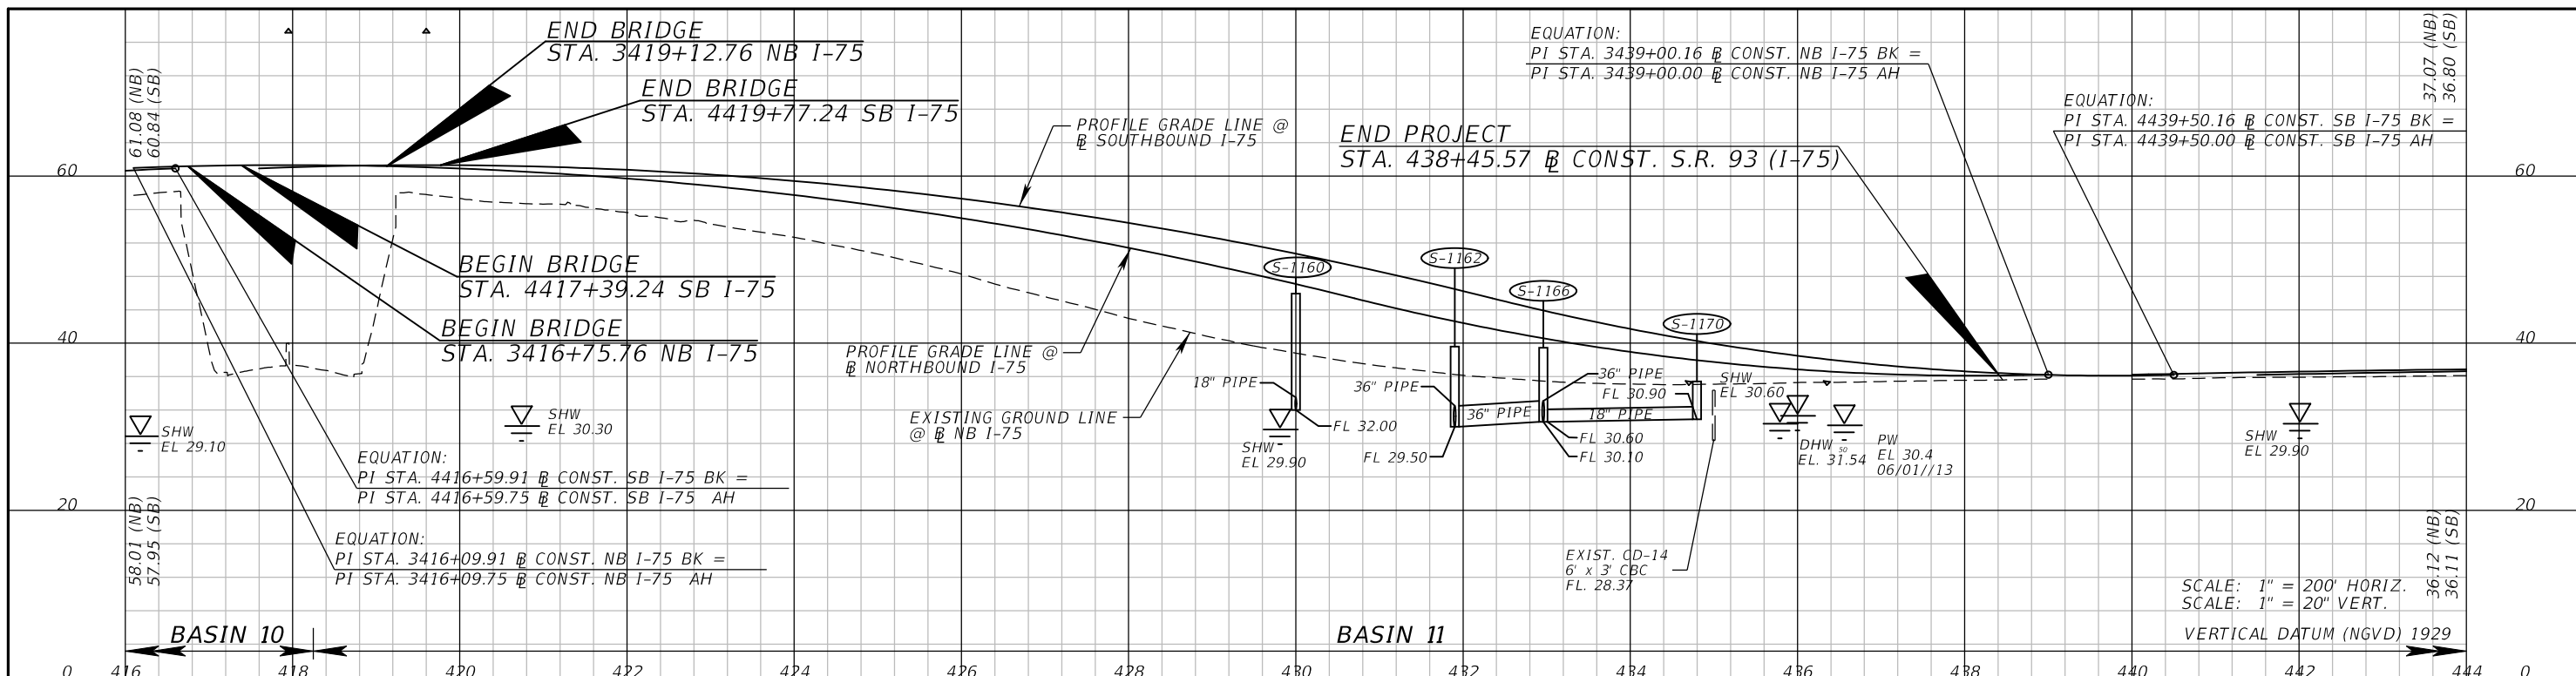 END BRIDGE
STA. 3419+12.76 NB I-75
END BRIDGE
STA. 4419+77.24 SB I-75
61.08 (NB)
60.84 (SB)
PROFILE GRADE LINE @
℄ SOUTHBOUND I-75
EQUATION:
PI STA. 3439+00.16 ℄ CONST. NB I-75 BK =
PI STA. 3439+00.00 ℄ CONST. NB I-75 AH
END PROJECT
STA. 438+45.57 ℄ CONST. S.R. 93 (I-75)
EQUATION:
PI STA. 4439+50.16 ℄ CONST. SB I-75 BK =
PI STA. 4439+50.00 ℄ CONST. SB I-75 AH
37.07 (NB)
36.80 (SB)
60
60
BEGIN BRIDGE
STA. 4417+39.24 SB I-75
BEGIN BRIDGE
STA. 3416+75.76 NB I-75
S-1160
S-1162
S-1166
S-1170
40
40
PROFILE GRADE LINE @
℄ NORTHBOUND I-75
EXISTING GROUND LINE
@ ℄ NB I-75
18" PIPE
FL 32.00
36" PIPE
36" PIPE
36" PIPE
FL 30.90
18" PIPE
FL 29.50
FL 30.60
FL 30.10
SHW
EL 30.60
SHW
EL 29.10
SHW
EL 30.30
SHW
EL 29.90
DHW 50
EL. 31.54
PW
EL 30.4
06/01//13
SHW
EL 29.90
EQUATION:
PI STA. 4416+59.91 ℄ CONST. SB I-75 BK =
PI STA. 4416+59.75 ℄ CONST. SB I-75 AH
20
20
58.01 (NB)
57.95 (SB)
EQUATION:
PI STA. 3416+09.91 ℄ CONST. NB I-75 BK =
PI STA. 3416+09.75 ℄ CONST. NB I-75 AH
EXIST. CD-14
6' x 3' CBC
FL. 28.37
36.12 (NB)
36.11 (SB)
SCALE: 1" = 200' HORIZ.
SCALE: 1" = 20" VERT.
VERTICAL DATUM (NGVD) 1929
BASIN 10
BASIN 11
0 416 418 420 422 424 426 428 430 432 434 436 438 440 442 444 0